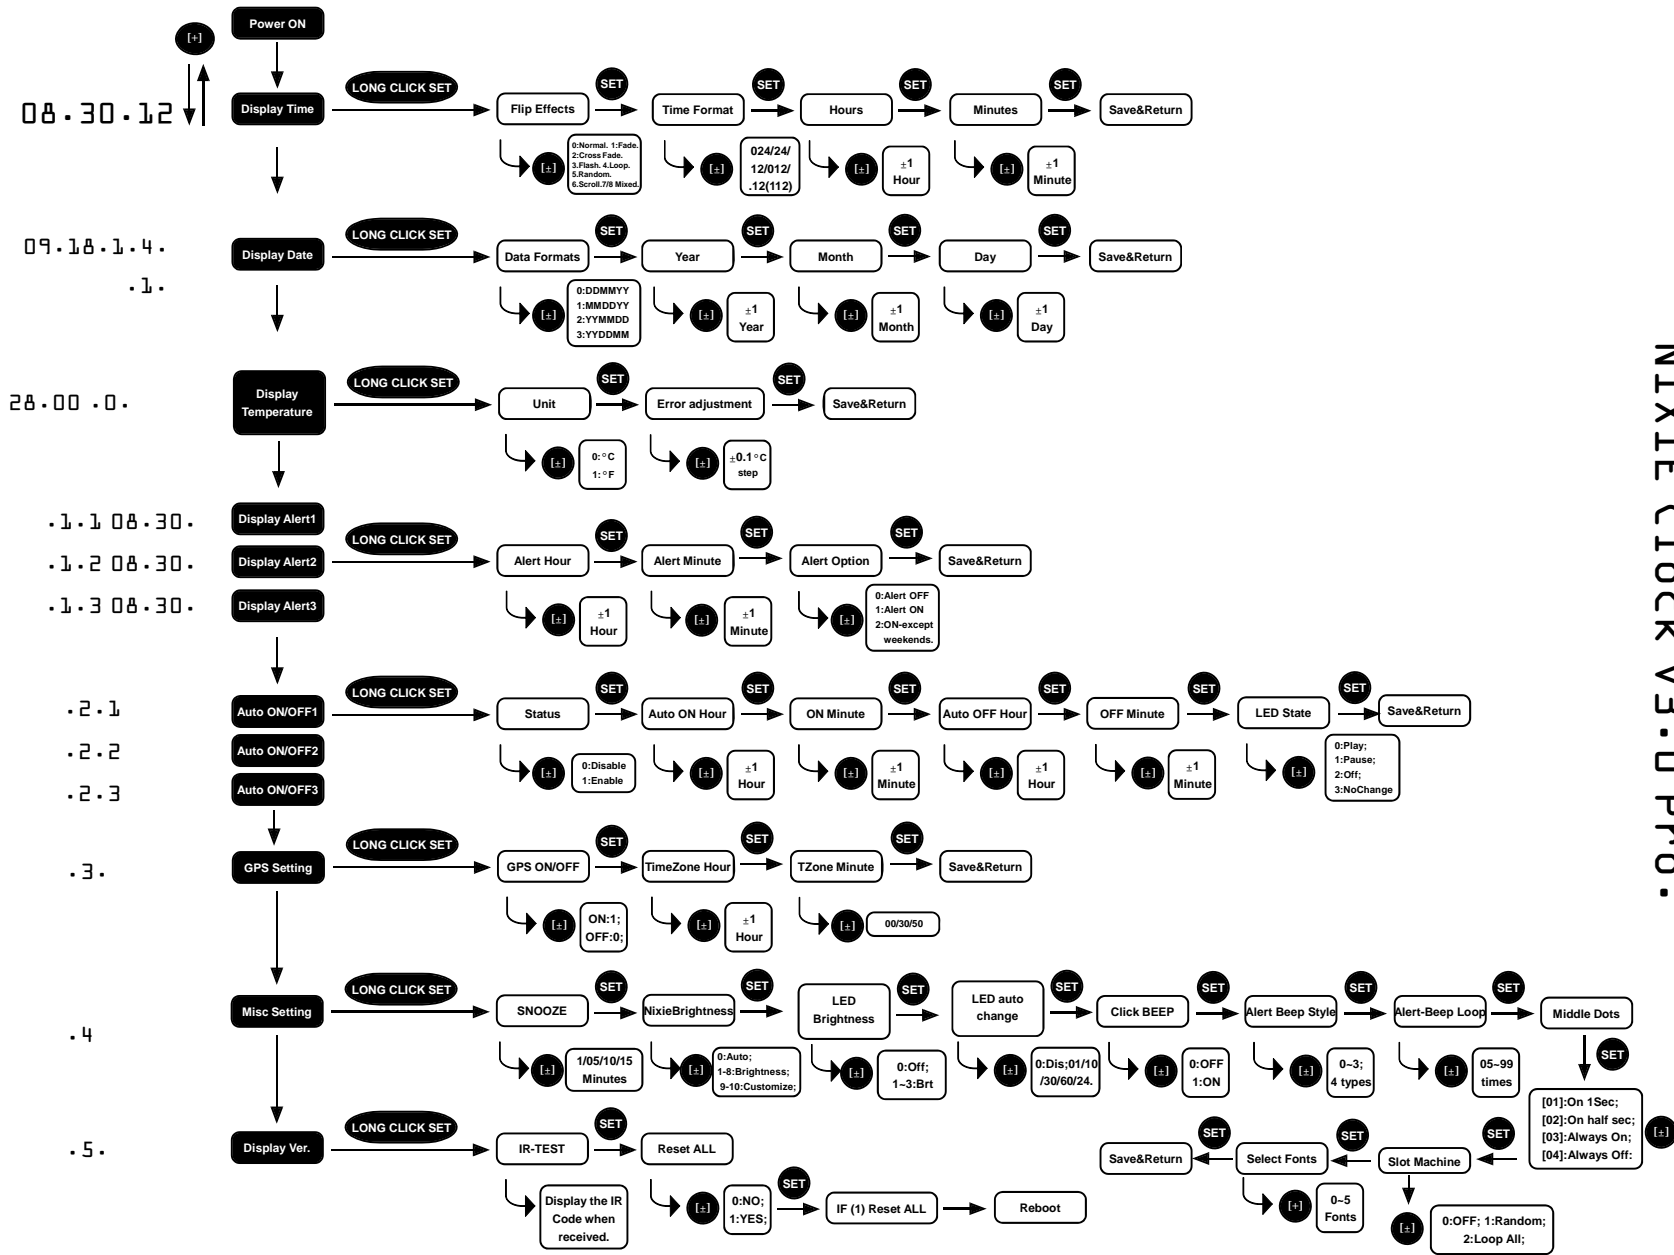 Power ON
[+]
08.30.12
Display Time
LONG CLICK SET
Flip Effects
SET
Time Format
SET
Hours
SET
Minutes
SET
Save&Return
[±]
0:Normal. 1:Fade.
2:Cross Fade.
3.Flash. 4.Loop.
5.Random.
6.Scroll.7/8 Mixed.
[±]
024/24/
12/012/
.12(112)
[±]
±1
Hour
[±]
±1
Minute
09.18.1.4.
.1.
Display Date
LONG CLICK SET
Data Formats
SET
Year
SET
Month
SET
Day
SET
Save&Return
[±]
0:DDMMYY
1:MMDDYY
2:YYMMDD
3:YYDDMM
[±]
±1
Year
[±]
±1
Month
[±]
±1
Day
28.00 .0.
Display
Temperature
LONG CLICK SET
Unit
SET
Error adjustment
SET
Save&Return
[±]
0:°C
1:°F
[±]
±0.1°C
step
.1.1 08.30.
Display Alert1
.1.2 08.30.
Display Alert2
.1.3 08.30.
Display Alert3
LONG CLICK SET
Alert Hour
SET
Alert Minute
SET
Alert Option
SET
Save&Return
[±]
±1
Hour
[±]
±1
Minute
[±]
0:Alert OFF
1:Alert ON
2:ON-except
weekends.
.2.1
Auto ON/OFF1
.2.2
Auto ON/OFF2
.2.3
Auto ON/OFF3
LONG CLICK SET
Status
SET
Auto ON Hour
SET
ON Minute
SET
Auto OFF Hour
SET
OFF Minute
SET
LED State
SET
Save&Return
[±]
0:Disable
1:Enable
[±]
±1
Hour
[±]
±1
Minute
[±]
±1
Hour
[±]
±1
Minute
[±]
0:Play;
1:Pause;
2:Off;
3:NoChange
.3.
GPS Setting
LONG CLICK SET
GPS ON/OFF
SET
TimeZone Hour
SET
TZone Minute
SET
Save&Return
[±]
ON:1;
OFF:0;
[±]
±1
Hour
[±]
00/30/50
.4
Misc Setting
LONG CLICK SET
SNOOZE
SET
NixieBrightness
SET
LED
Brightness
SET
LED auto
change
SET
Click BEEP
SET
Alert Beep Style
SET
Alert-Beep Loop
SET
Middle Dots
SET
[±]
1/05/10/15
Minutes
[±]
0:Auto;
1-8:Brightness;
9-10:Customize;
[±]
0:Off;
1~3:Brt
[±]
0:Dis;01/10
/30/60/24.
[±]
0:OFF
1:ON
[±]
0~3;
4 types
[±]
05~99
times
[01]:On 1Sec;
[02]:On half sec;
[03]:Always On;
[04]:Always Off:
[±]
SET
Slot Machine
SET
Select Fonts
SET
Save&Return
[±]
0:OFF; 1:Random;
2:Loop All;
[+]
0~5
Fonts
.5.
Display Ver.
LONG CLICK SET
IR-TEST
SET
Reset ALL
Display the IR
Code when
received.
[±]
0:NO;
1:YES;
SET
IF (1) Reset ALL
Reboot
NIXIE CLOCK V3.0 Pro.